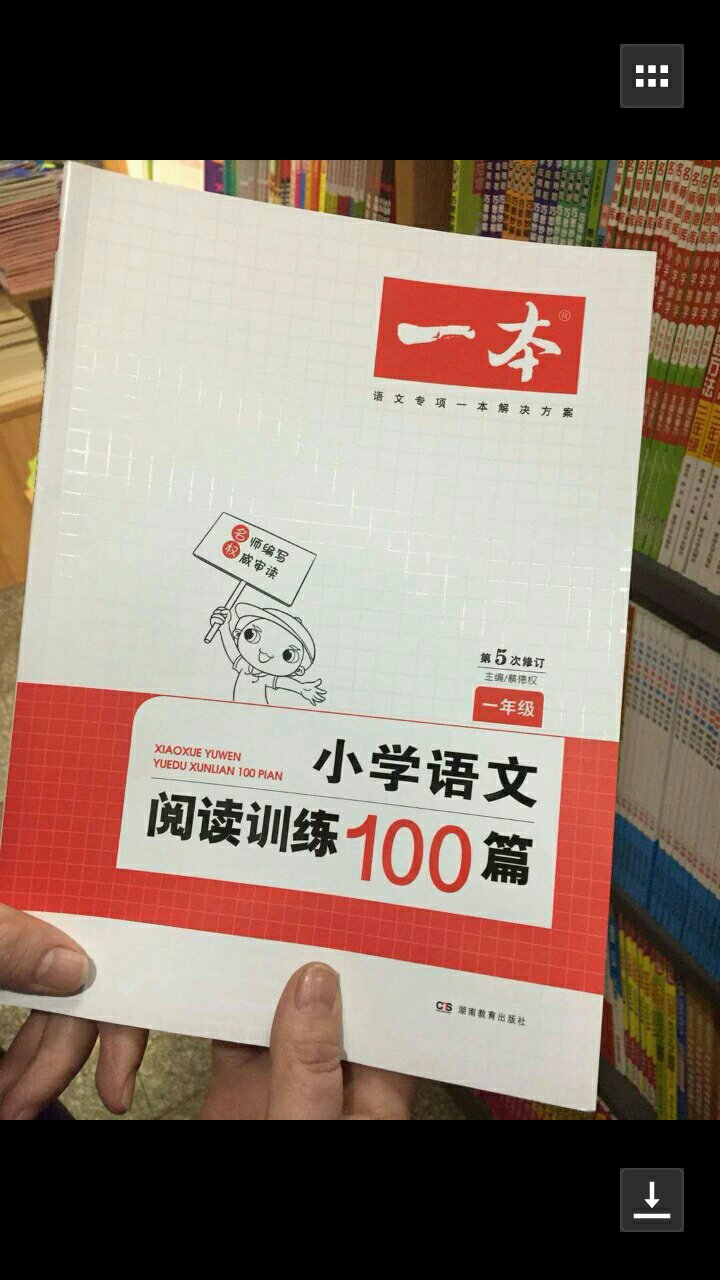 一本®
语文专项一本解决方案
名师编写
权威审读
第5次修订
主编/蔡德权
一年级
XIAOXUE YUWEN
YUEDU XUNLIAN 100 PIAN
小学语文
阅读训练100篇
CTS 湖南教育出版社